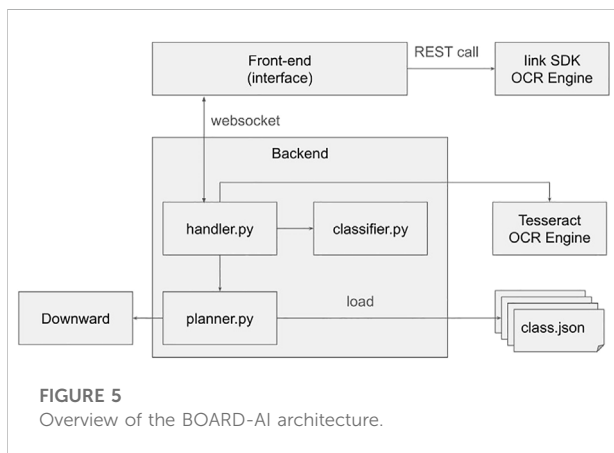 Front-end
(interface)
REST call
Iink SDK
OCR Engine
websocket
Backend
handler.py
classifier.py
Tesseract
OCR Engine
Downward
planner.py
load
class.json
FIGURE 5
Overview of the BOARD-AI architecture.